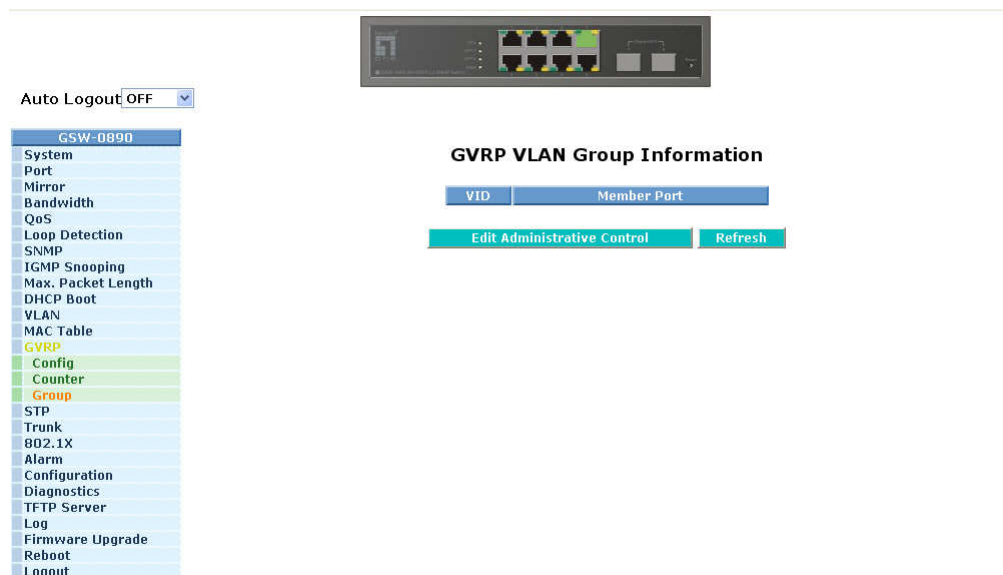 Auto Logout OFF
GSW-0890
System
Port
Mirror
Bandwidth
QoS
Loop Detection
SNMP
IGMP Snooping
Max. Packet Length
DHCP Boot
VLAN
MAC Table
GVRP
Config
Counter
Group
STP
Trunk
802.1X
Alarm
Configuration
Diagnostics
TFTP Server
Log
Firmware Upgrade
Reboot
Logout
GVRP VLAN Group Information
VID Member Port
Edit Administrative Control Refresh